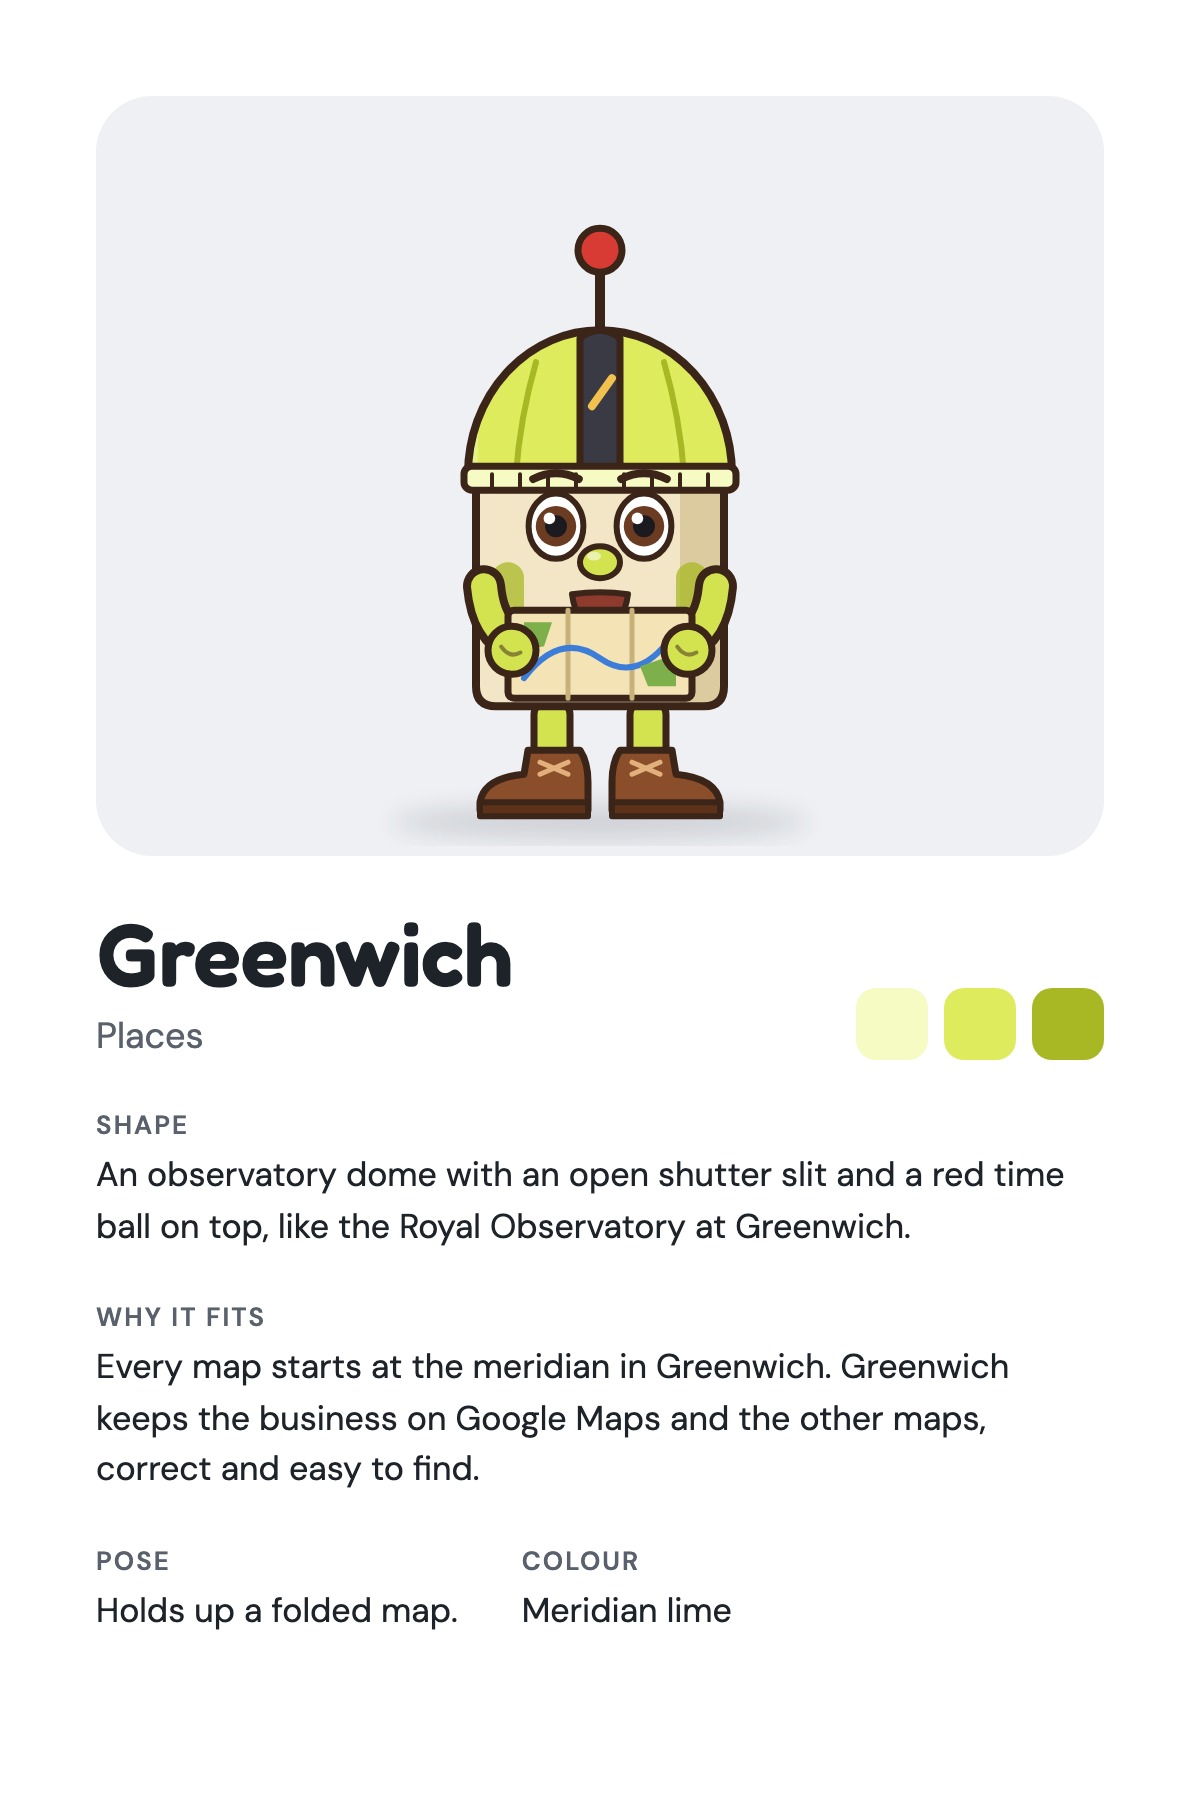 Greenwich
Places
SHAPE
An observatory dome with an open shutter slit and a red time
ball on top, like the Royal Observatory at Greenwich.
WHY IT FITS
Every map starts at the meridian in Greenwich. Greenwich
keeps the business on Google Maps and the other maps,
correct and easy to find.
POSE
Holds up a folded map.
COLOUR
Meridian lime